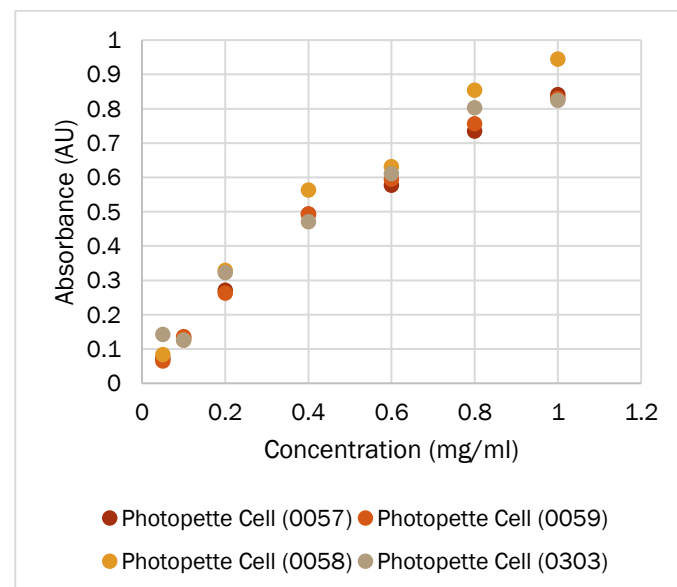 1
0.9
0.8
0.7
0.6
0.5
0.4
0.3
0.2
0.1
0
Absorbance (AU)
0 0.2 0.4 0.6 0.8 1 1.2
Concentration (mg/ml)
Photopette Cell (0057) Photopette Cell (0059)
Photopette Cell (0058) Photopette Cell (0303)